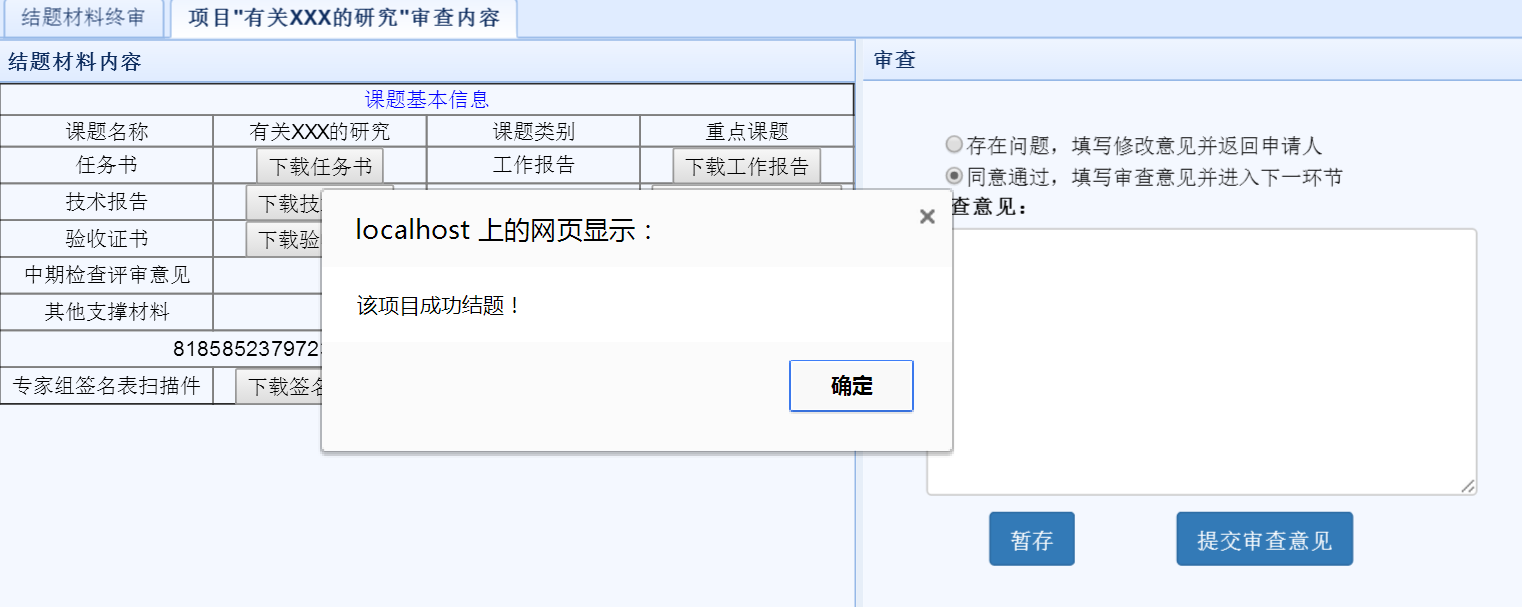 结题材料终审
项目"有关XXX的研究"审查内容
结题材料内容
课题基本信息
课题名称 有关XXX的研究 课题类别 重点课题
任务书 下载任务书 工作报告 下载工作报告
技术报告 下载技
验收证书 下载验
中期检查评审意见
其他支撑材料
818585237972
专家组签名表扫描件 下载签名
localhost 上的网页显示：
该项目成功结题！
确定
审查
存在问题，填写修改意见并返回申请人
同意通过，填写审查意见并进入下一环节
查意见：
暂存
提交审查意见